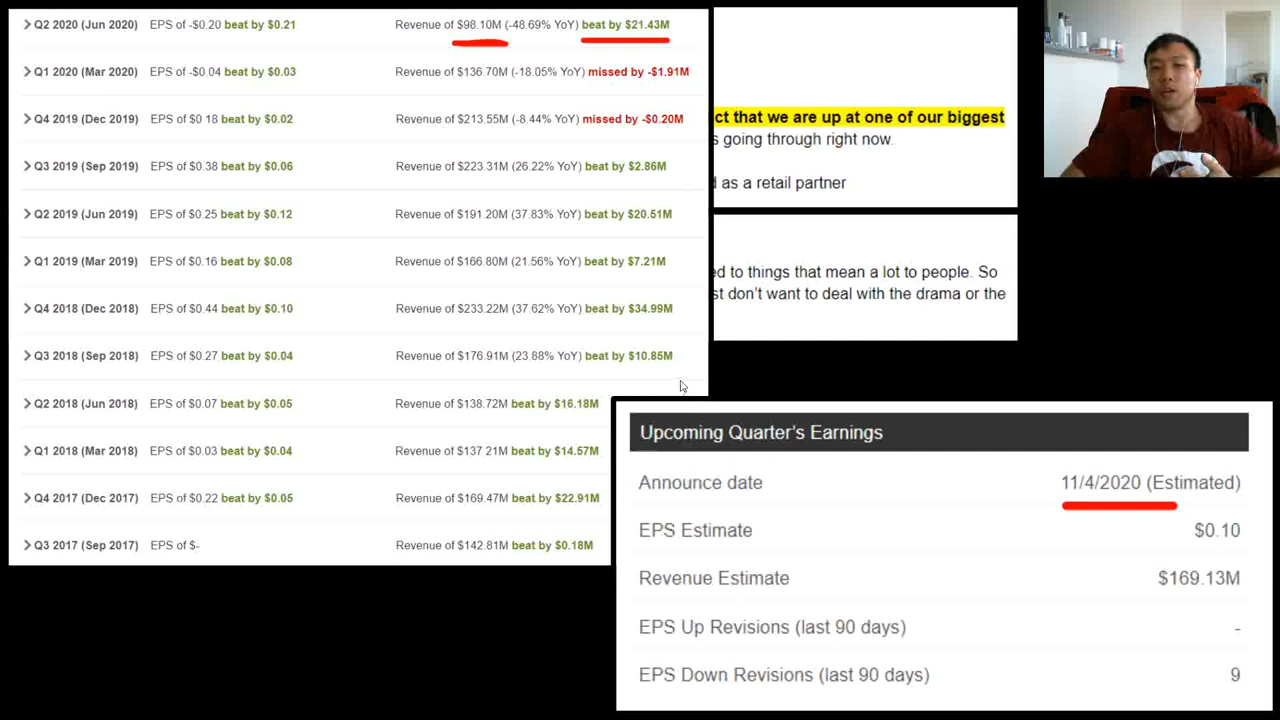 Q2 2020 (Jun 2020) EPS of -$0.20 beat by $0.21 Revenue of $98.10M (-48.69% YoY) beat by $21.43M
Q1 2020 (Mar 2020) EPS of -$0.04 beat by $0.03 Revenue of $136.70M (-18.05% YoY) missed by -$1.91M
Q4 2019 (Dec 2019) EPS of $0.18 beat by $0.02 Revenue of $213.55M (-8.44% YoY) missed by -$0.20M
Q3 2019 (Sep 2019) EPS of $0.38 beat by $0.06 Revenue of $223.31M (26.22% YoY) beat by $2.86M
Q2 2019 (Jun 2019) EPS of $0.25 beat by $0.12 Revenue of $191.20M (37.83% YoY) beat by $20.51M
Q1 2019 (Mar 2019) EPS of $0.16 beat by $0.08 Revenue of $166.80M (21.56% YoY) beat by $7.21M
Q4 2018 (Dec 2018) EPS of $0.44 beat by $0.10 Revenue of $233.22M (37.62% YoY) beat by $34.99M
Q3 2018 (Sep 2018) EPS of $0.27 beat by $0.04 Revenue of $176.91M (23.88% YoY) beat by $10.85M
Q2 2018 (Jun 2018) EPS of $0.07 beat by $0.05 Revenue of $138.72M beat by $16.18M
Q1 2018 (Mar 2018) EPS of $0.03 beat by $0.04 Revenue of $137.21M beat by $14.57M
Q4 2017 (Dec 2017) EPS of $0.22 beat by $0.05 Revenue of $169.47M beat by $22.91M
Q3 2017 (Sep 2017) EPS of $- Revenue of $142.81M beat by $0.18M
ct that we are up at one of our biggest
s going through right now.
d as a retail partner
ed to things that mean a lot to people. So
st don't want to deal with the drama or the
Upcoming Quarter's Earnings
Announce date 11/4/2020 (Estimated)
EPS Estimate $0.10
Revenue Estimate $169.13M
EPS Up Revisions (last 90 days) -
EPS Down Revisions (last 90 days) 9